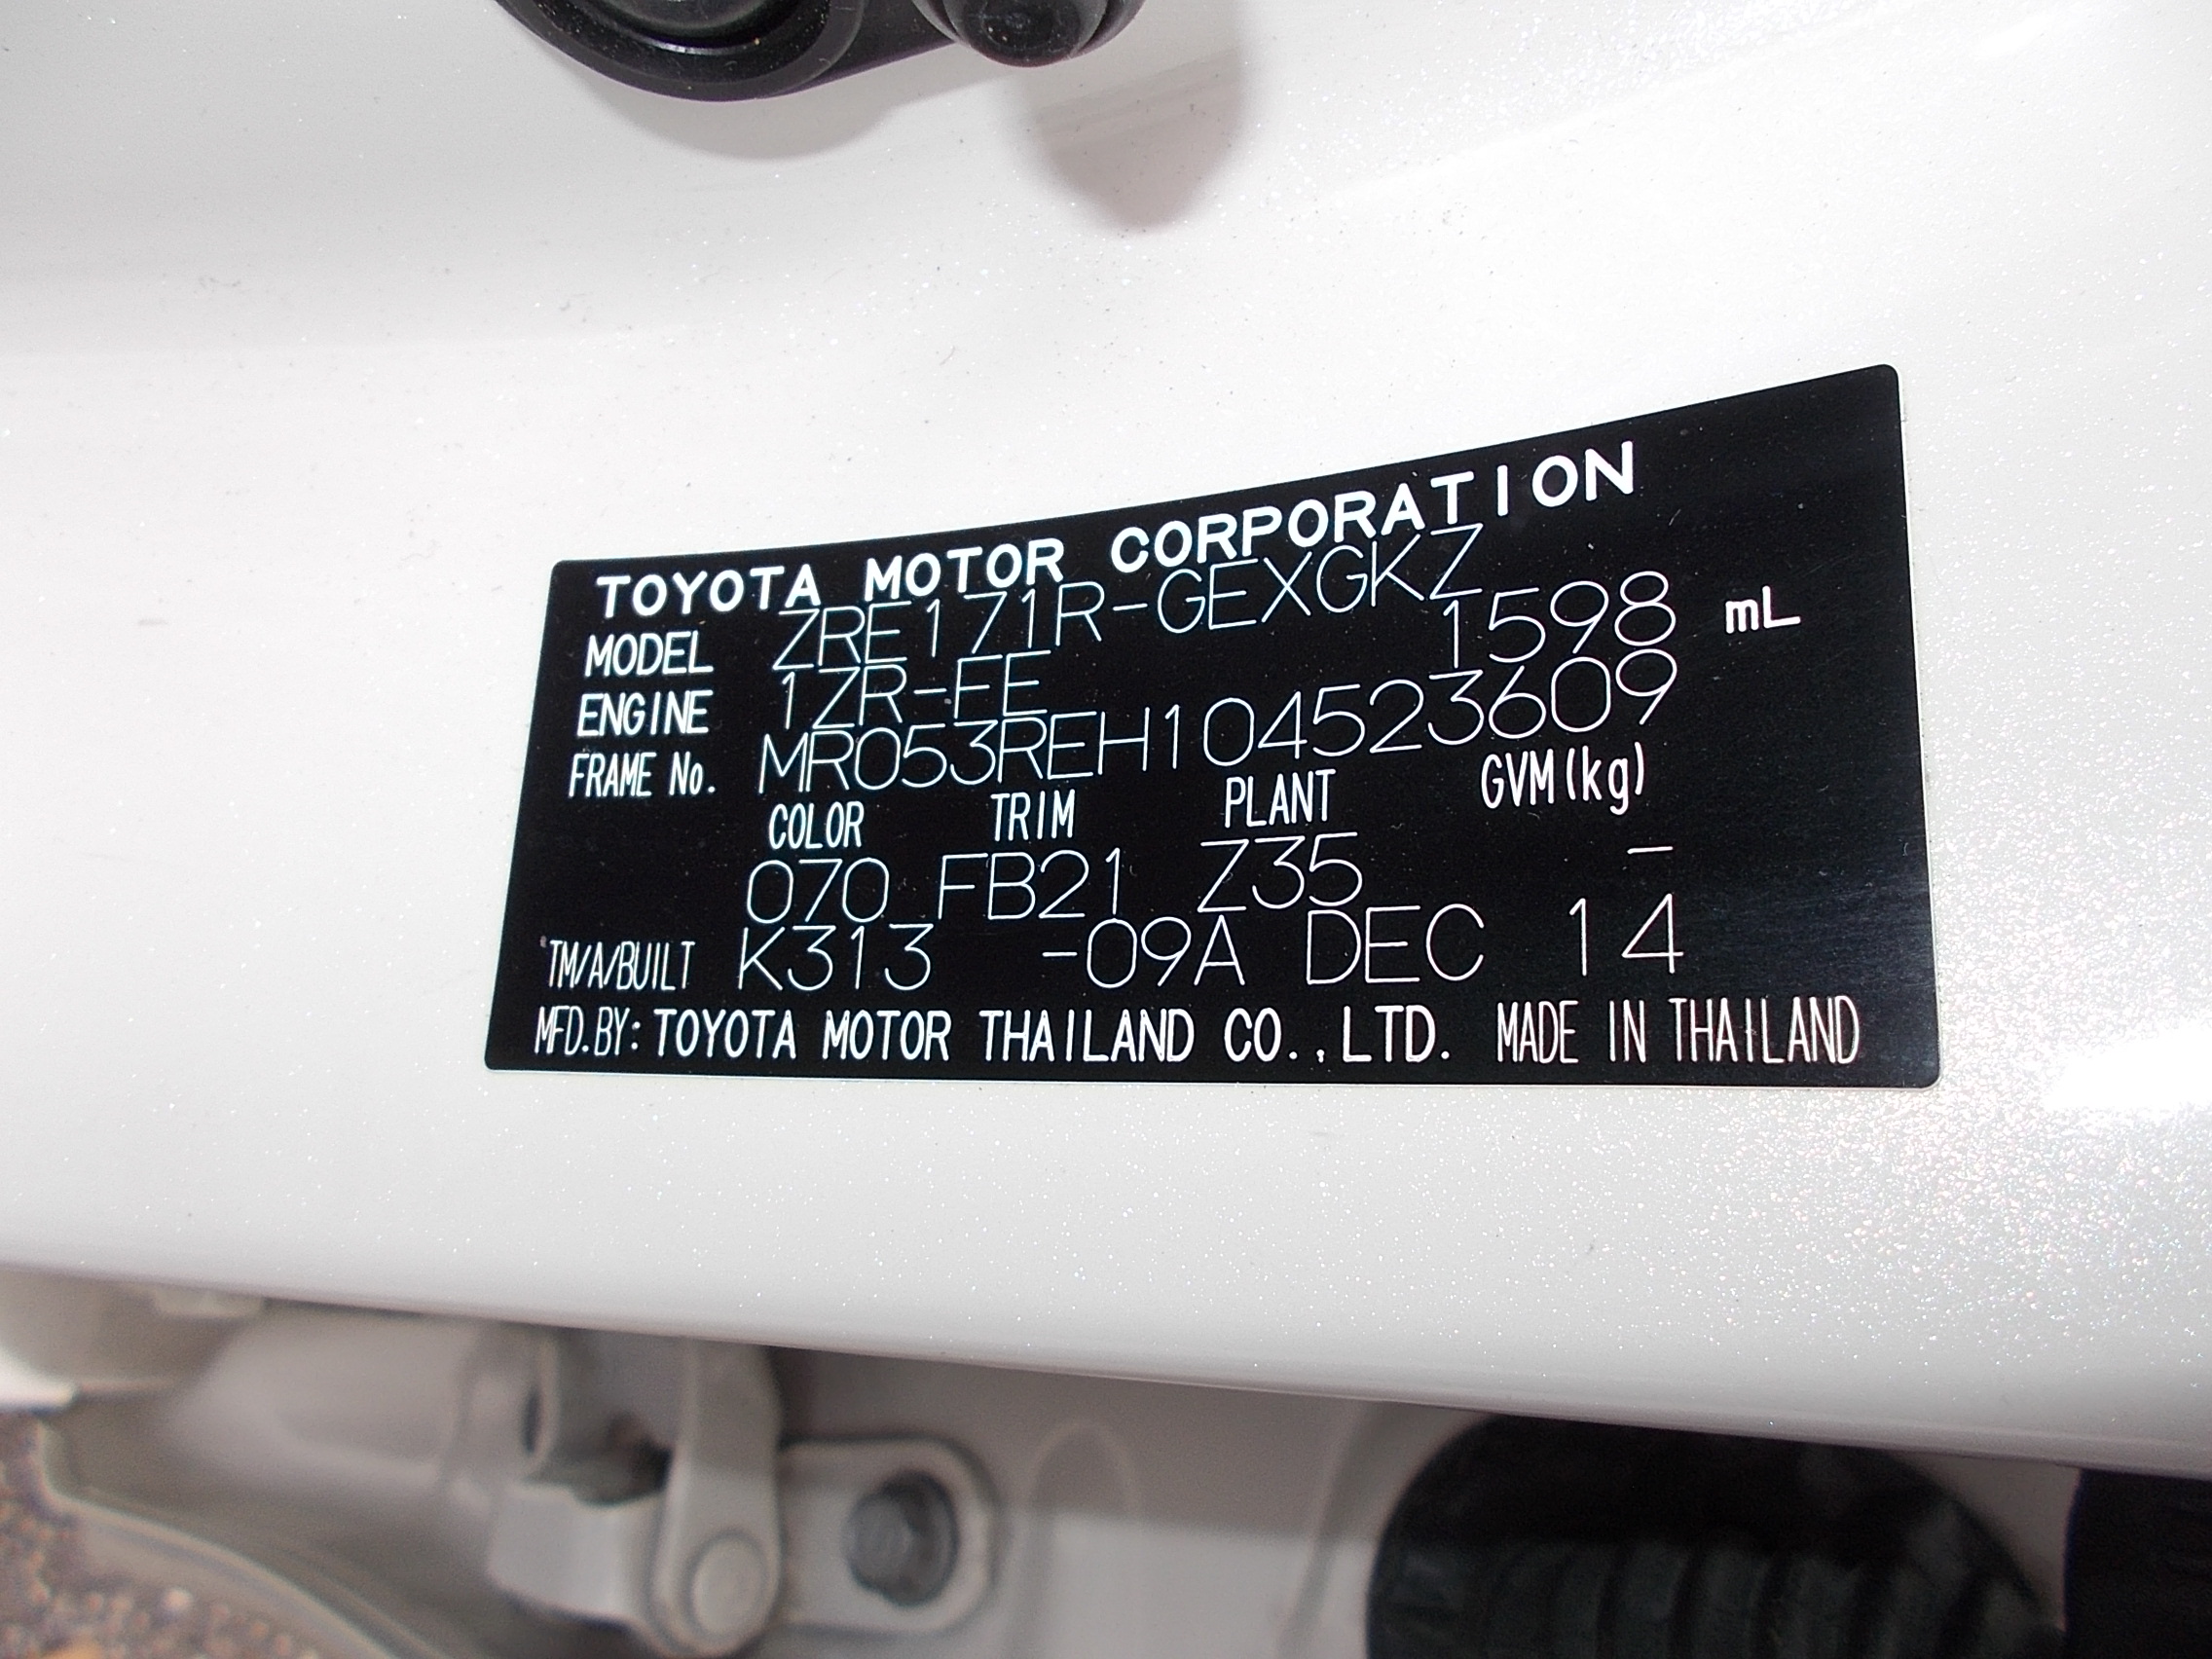 TOYOTA MOTOR CORPORATION
MODEL ZRE171R-GEXGKZ
ENGINE 1ZR-FE 1598 mL
FRAME No. MR053REH104523609
COLOR TRIM PLANT GVM(kg)
070 FB21 Z35 -
TM/A/BUILT K313 -09A DEC 14
MFD.BY: TOYOTA MOTOR THAILAND CO.,LTD. MADE IN THAILAND